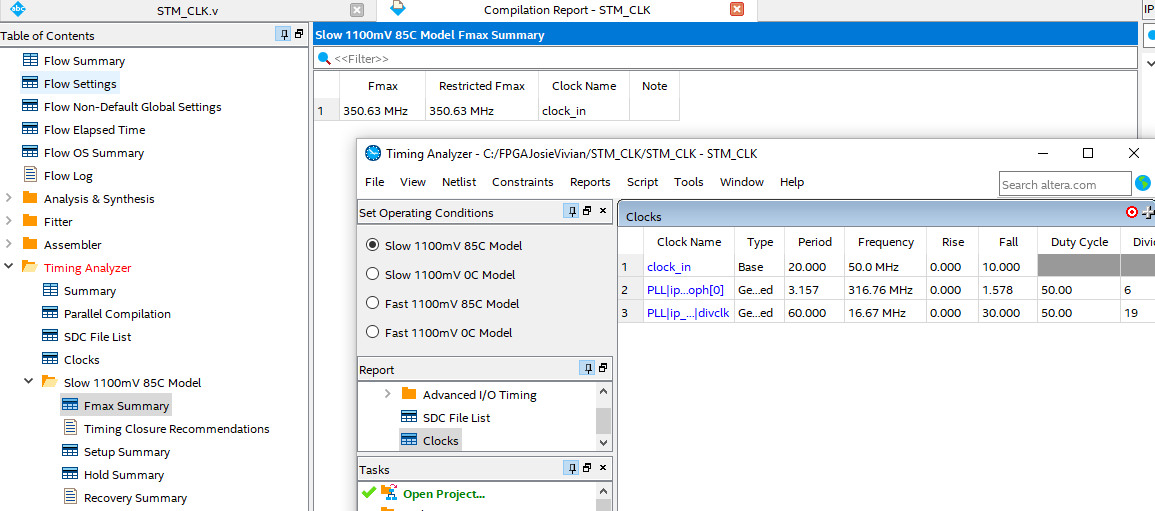 abc STM_CLK.v
Compilation Report - STM_CLK
IP
Table of Contents
Flow Summary
Flow Settings
Flow Non-Default Global Settings
Flow Elapsed Time
Flow OS Summary
Flow Log
Analysis & Synthesis
Fitter
Assembler
Timing Analyzer
Summary
Parallel Compilation
SDC File List
Clocks
Slow 1100mV 85C Model
Fmax Summary
Timing Closure Recommendations
Setup Summary
Hold Summary
Recovery Summary
Slow 1100mV 85C Model Fmax Summary
<<Filter>>
Fmax Restricted Fmax Clock Name Note
1 350.63 MHz 350.63 MHz clock_in
Timing Analyzer - C:/FPGAJosieVivian/STM_CLK/STM_CLK - STM_CLK
File View Netlist Constraints Reports Script Tools Window Help
Search altera.com
Set Operating Conditions
Slow 1100mV 85C Model
Slow 1100mV 0C Model
Fast 1100mV 85C Model
Fast 1100mV 0C Model
Report
Advanced I/O Timing
SDC File List
Clocks
Tasks
Open Project...
Clocks
Clock Name Type Period Frequency Rise Fall Duty Cycle Divid
1 clock_in Base 20.000 50.0 MHz 0.000 10.000
2 PLL|ip...oph[0] Ge...ed 3.157 316.76 MHz 0.000 1.578 50.00 6
3 PLL|ip_...|divclk Ge...ed 60.000 16.67 MHz 0.000 30.000 50.00 19